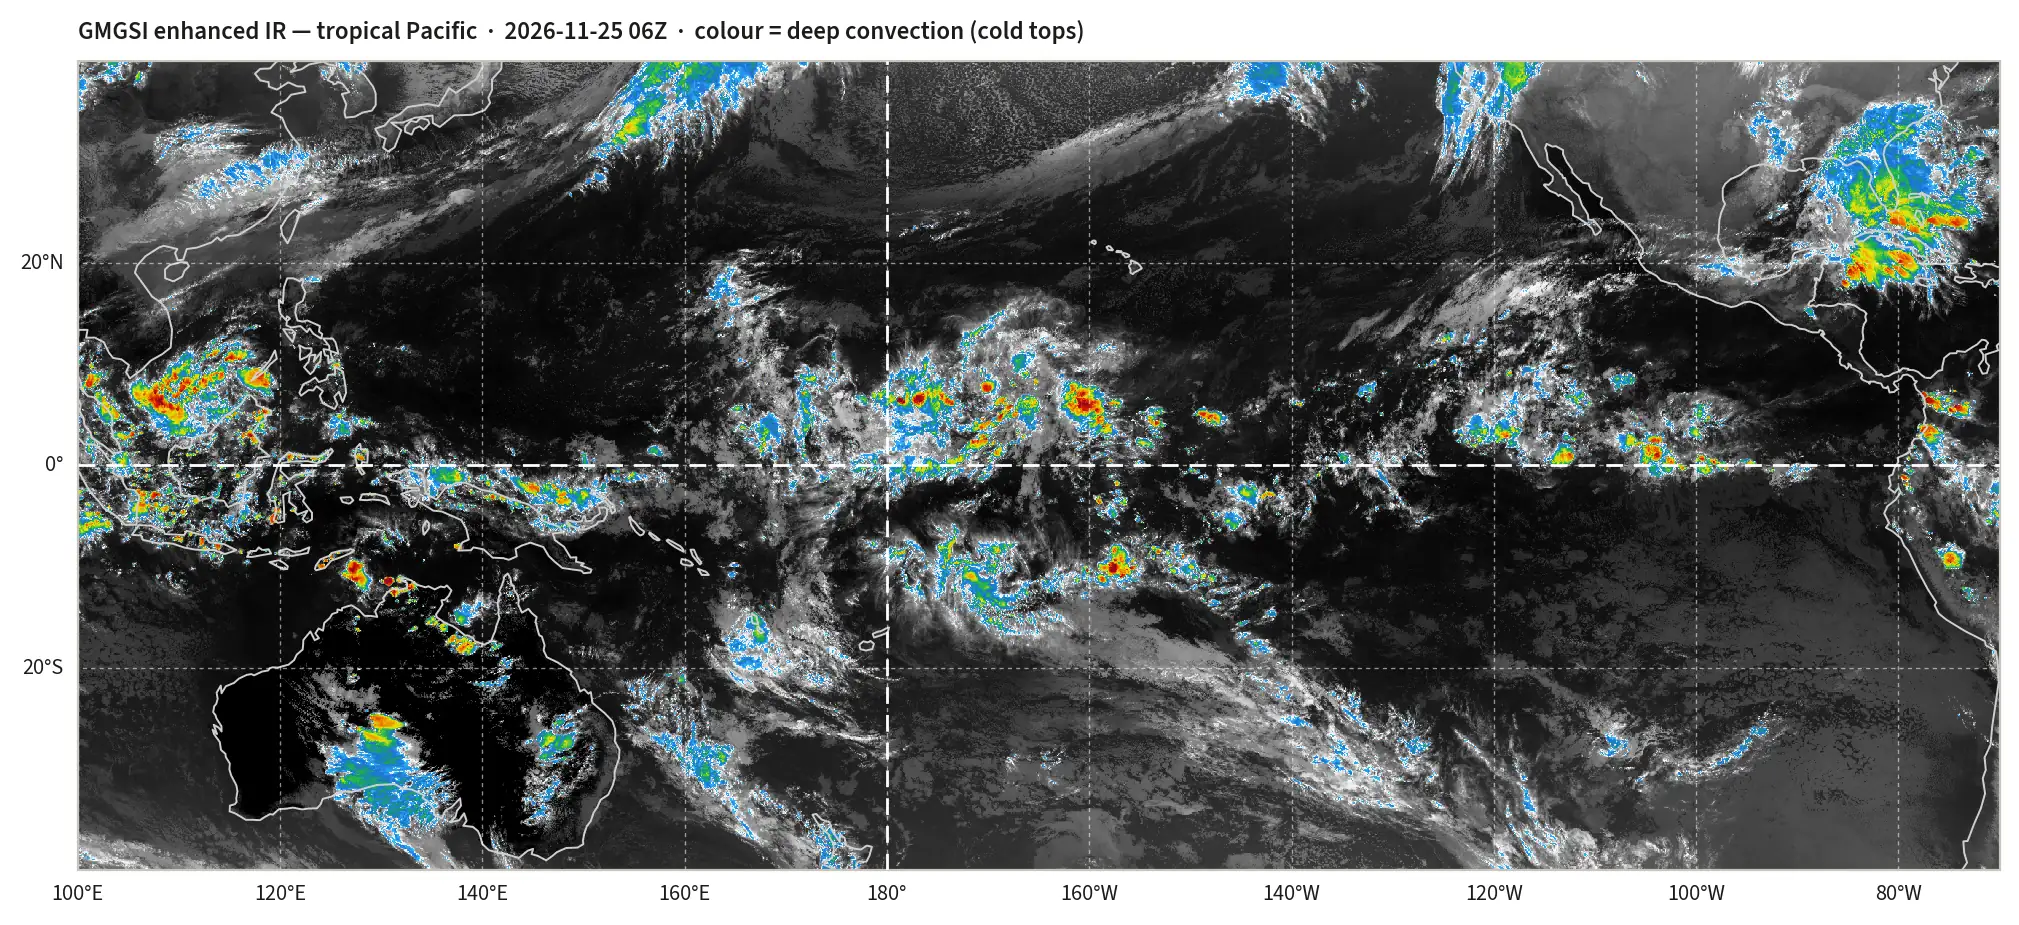 GMGSI enhanced IR — tropical Pacific · 2026-11-25 06Z · colour = deep convection (cold tops)
20°N
0°
20°S
100°E 120°E 140°E 160°E 180° 160°W 140°W 120°W 100°W 80°W